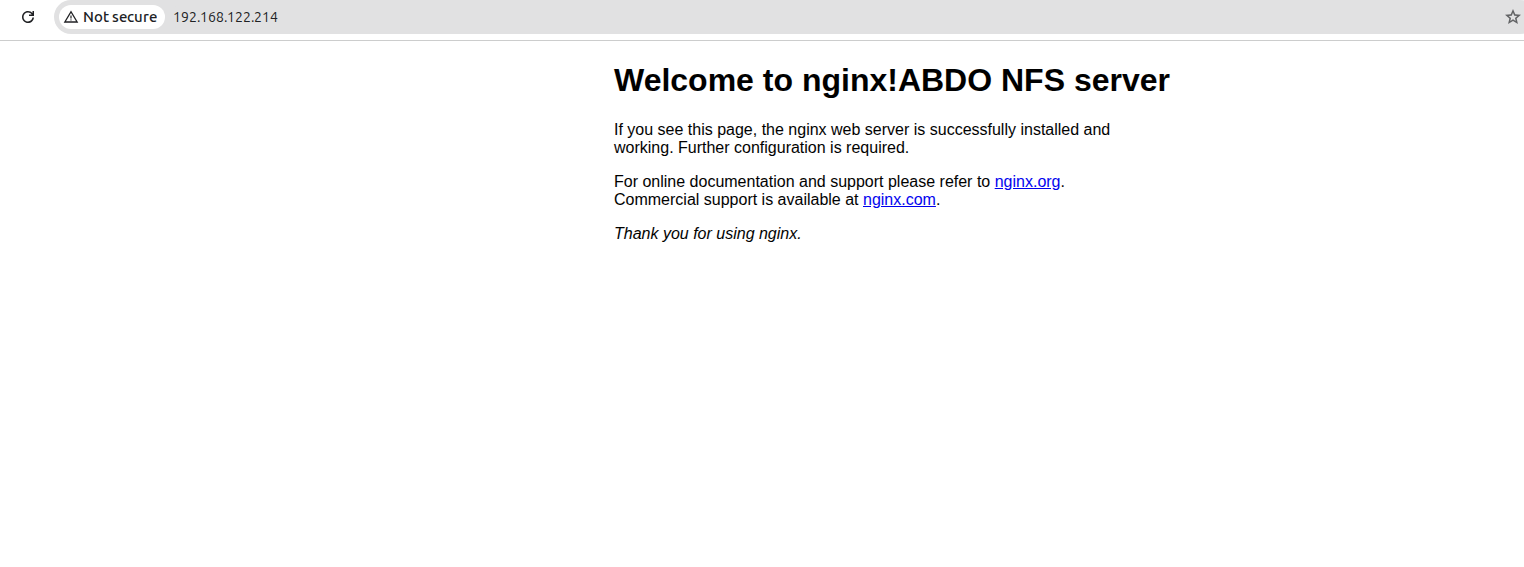 Not secure 192.168.122.214
Welcome to nginx!ABDO NFS server
If you see this page, the nginx web server is successfully installed and
working. Further configuration is required.
For online documentation and support please refer to nginx.org.
Commercial support is available at nginx.com.
Thank you for using nginx.